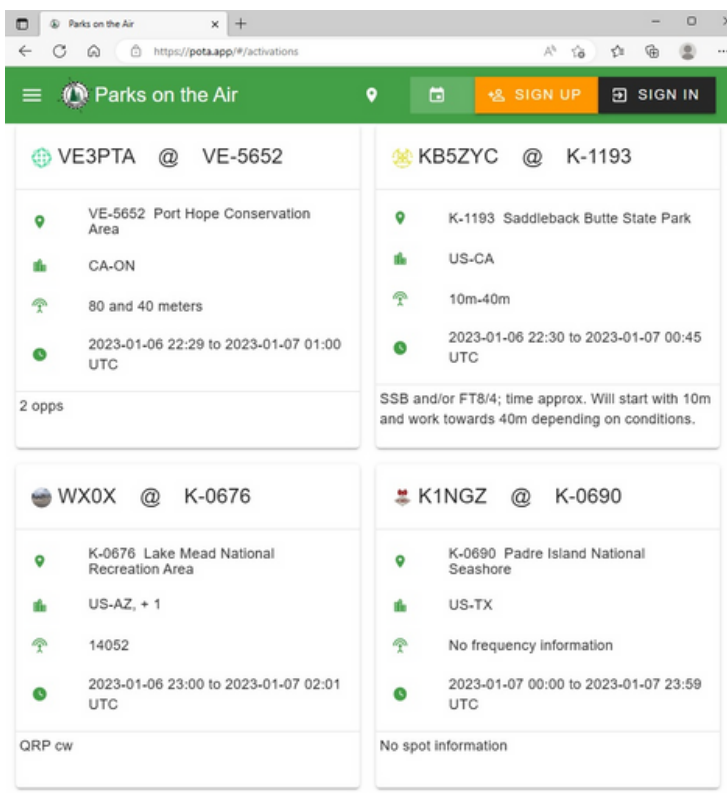 Parks on the Air
https://pota.app/#/activations
Parks on the Air
SIGN UP
SIGN IN
VE3PTA @ VE-5652
VE-5652 Port Hope Conservation
Area
CA-ON
80 and 40 meters
2023-01-06 22:29 to 2023-01-07 01:00
UTC
2 opps
KB5ZYC @ K-1193
K-1193 Saddleback Butte State Park
US-CA
10m-40m
2023-01-06 22:30 to 2023-01-07 00:45
UTC
SSB and/or FT8/4; time approx. Will start with 10m
and work towards 40m depending on conditions.
WX0X @ K-0676
K-0676 Lake Mead National
Recreation Area
US-AZ, + 1
14052
2023-01-06 23:00 to 2023-01-07 02:01
UTC
QRP cw
K1NGZ @ K-0690
K-0690 Padre Island National
Seashore
US-TX
No frequency information
2023-01-07 00:00 to 2023-01-07 23:59
UTC
No spot information